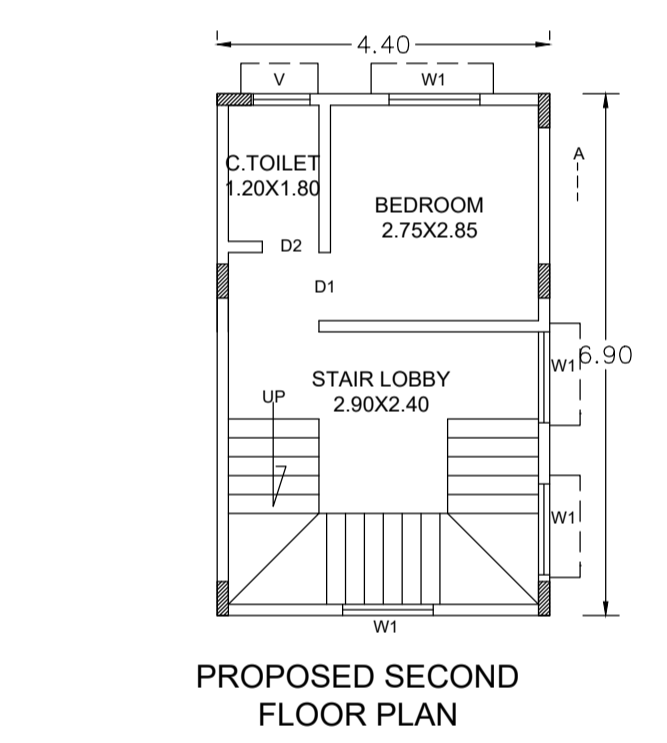 4.40
V
W1
A
C.TOILET
1.20X1.80
BEDROOM
2.75X2.85
D2
D1
W1
6.90
STAIR LOBBY
2.90X2.40
UP
W1
W1
PROPOSED SECOND
FLOOR PLAN